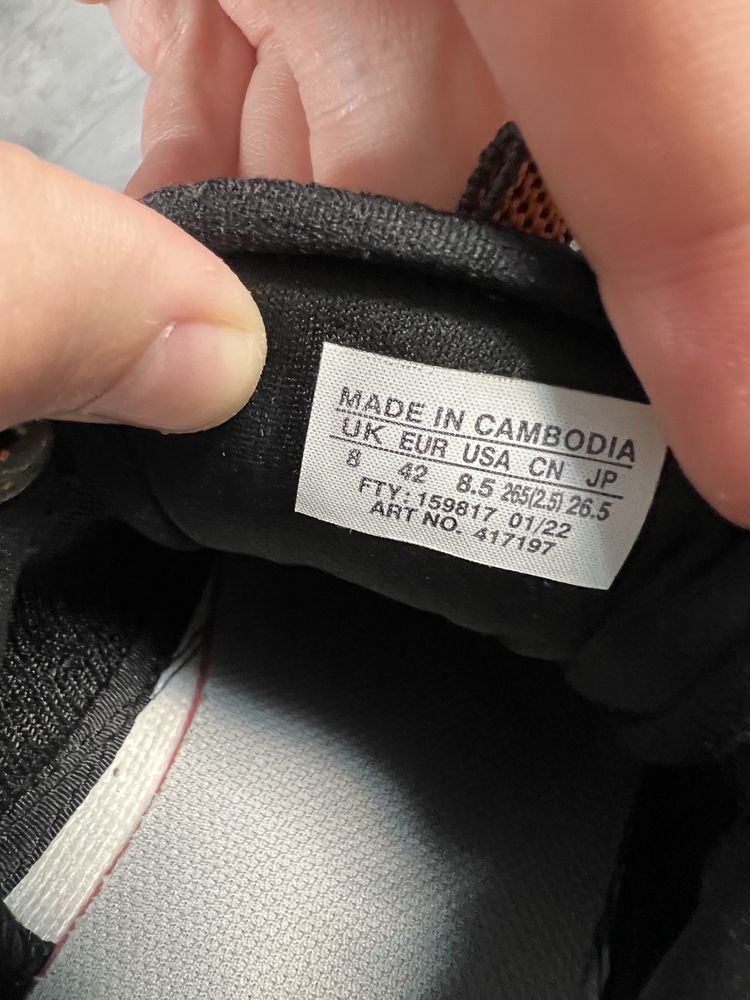 MADE IN CAMBODIA
UK EUR USA CN JP
8 42 8.5 265(2.5) 26.5
FTY: 159817 01/22
ART NO. 417197